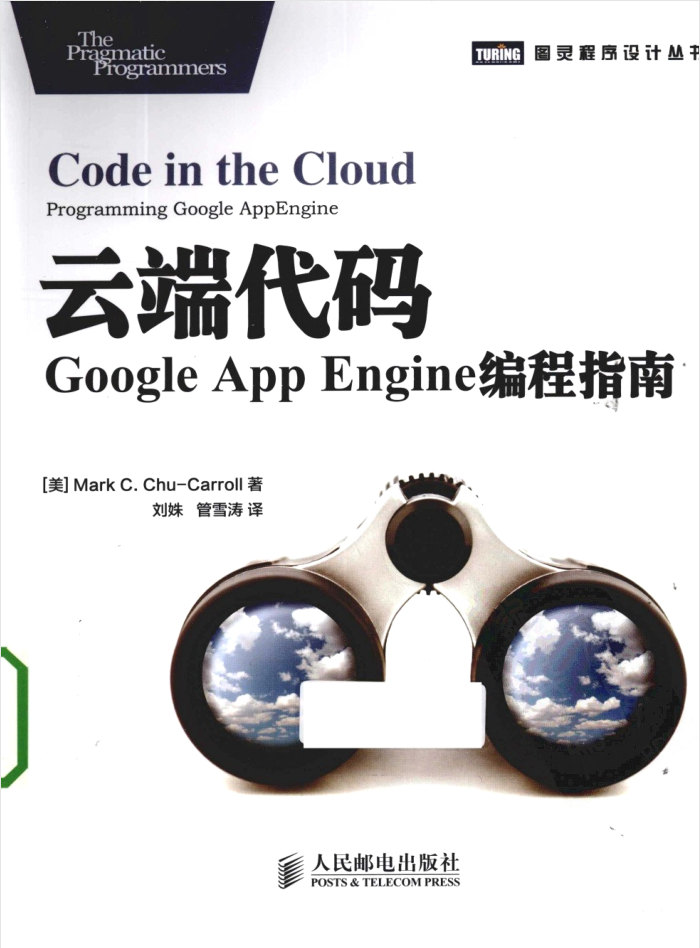 The
Pragmatic
Programmers
TURING 图灵程序设计丛书
Code in the Cloud
Programming Google AppEngine
云端代码
Google App Engine编程指南
[美] Mark C. Chu-Carroll 著
刘姝 管雪涛 译
人民邮电出版社
POSTS & TELECOM PRESS